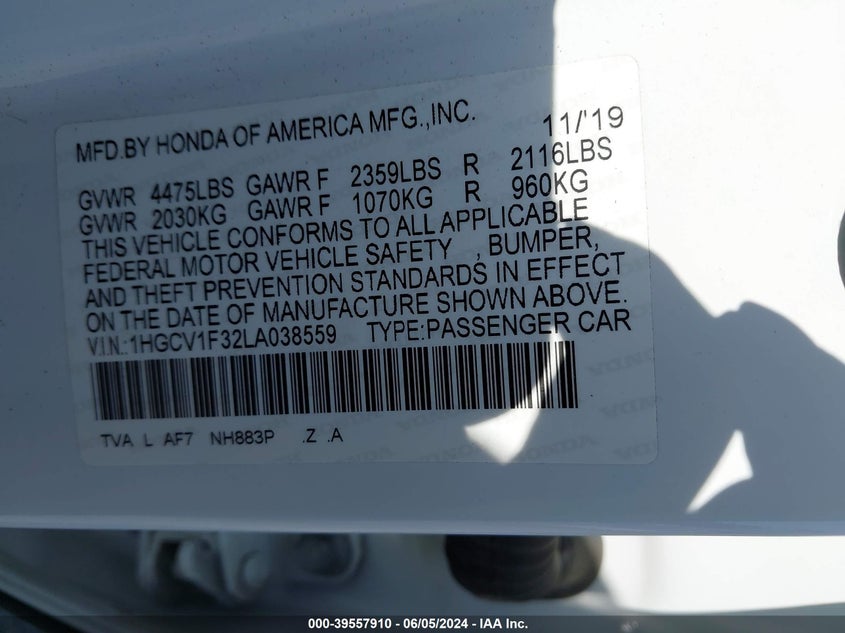 MFD.BY HONDA OF AMERICA MFG.,INC. 11/'19
GVWR 4475LBS GAWR F 2359LBS R 2116LBS
GVWR 2030KG GAWR F 1070KG R 960KG
THIS VEHICLE CONFORMS TO ALL APPLICABLE
FEDERAL MOTOR VEHICLE SAFETY , BUMPER,
AND THEFT PREVENTION STANDARDS IN EFFECT
ON THE DATE OF MANUFACTURE SHOWN ABOVE.
V.I.N.:1HGCV1F32LA038559 TYPE:PASSENGER CAR
TVA L AF7 NH883P .Z .A
000-39557910 | 06/05/2024 | IAA Inc.